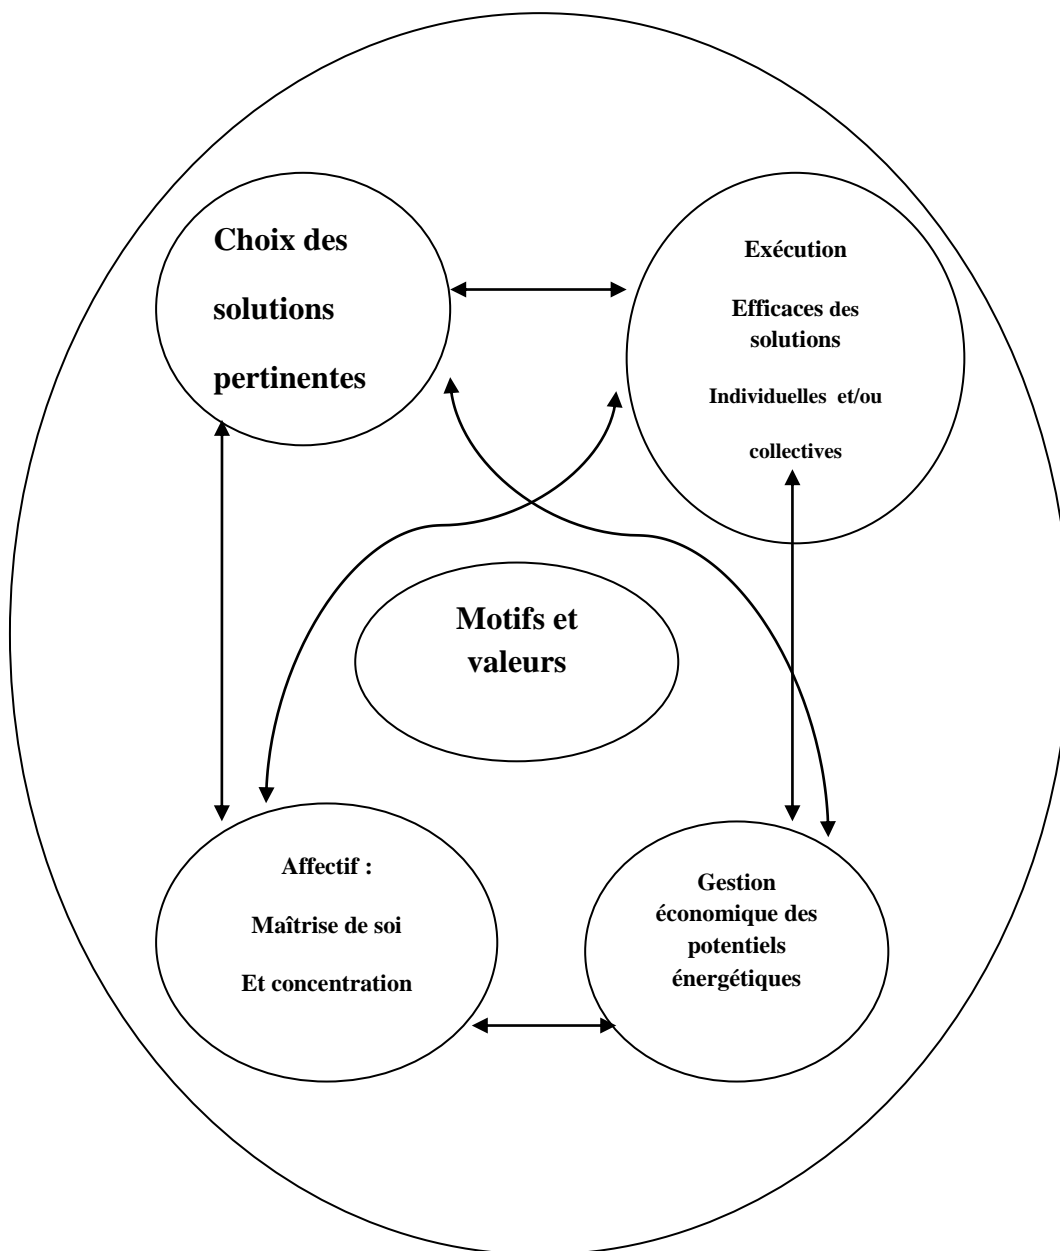 Choix des
solutions
pertinentes
Exécution
Efficaces des
solutions
Individuelles et/ou
collectives
Motifs et
valeurs
Affectif :
Maîtrise de soi
Et concentration
Gestion
économique des
potentiels
énergétiques